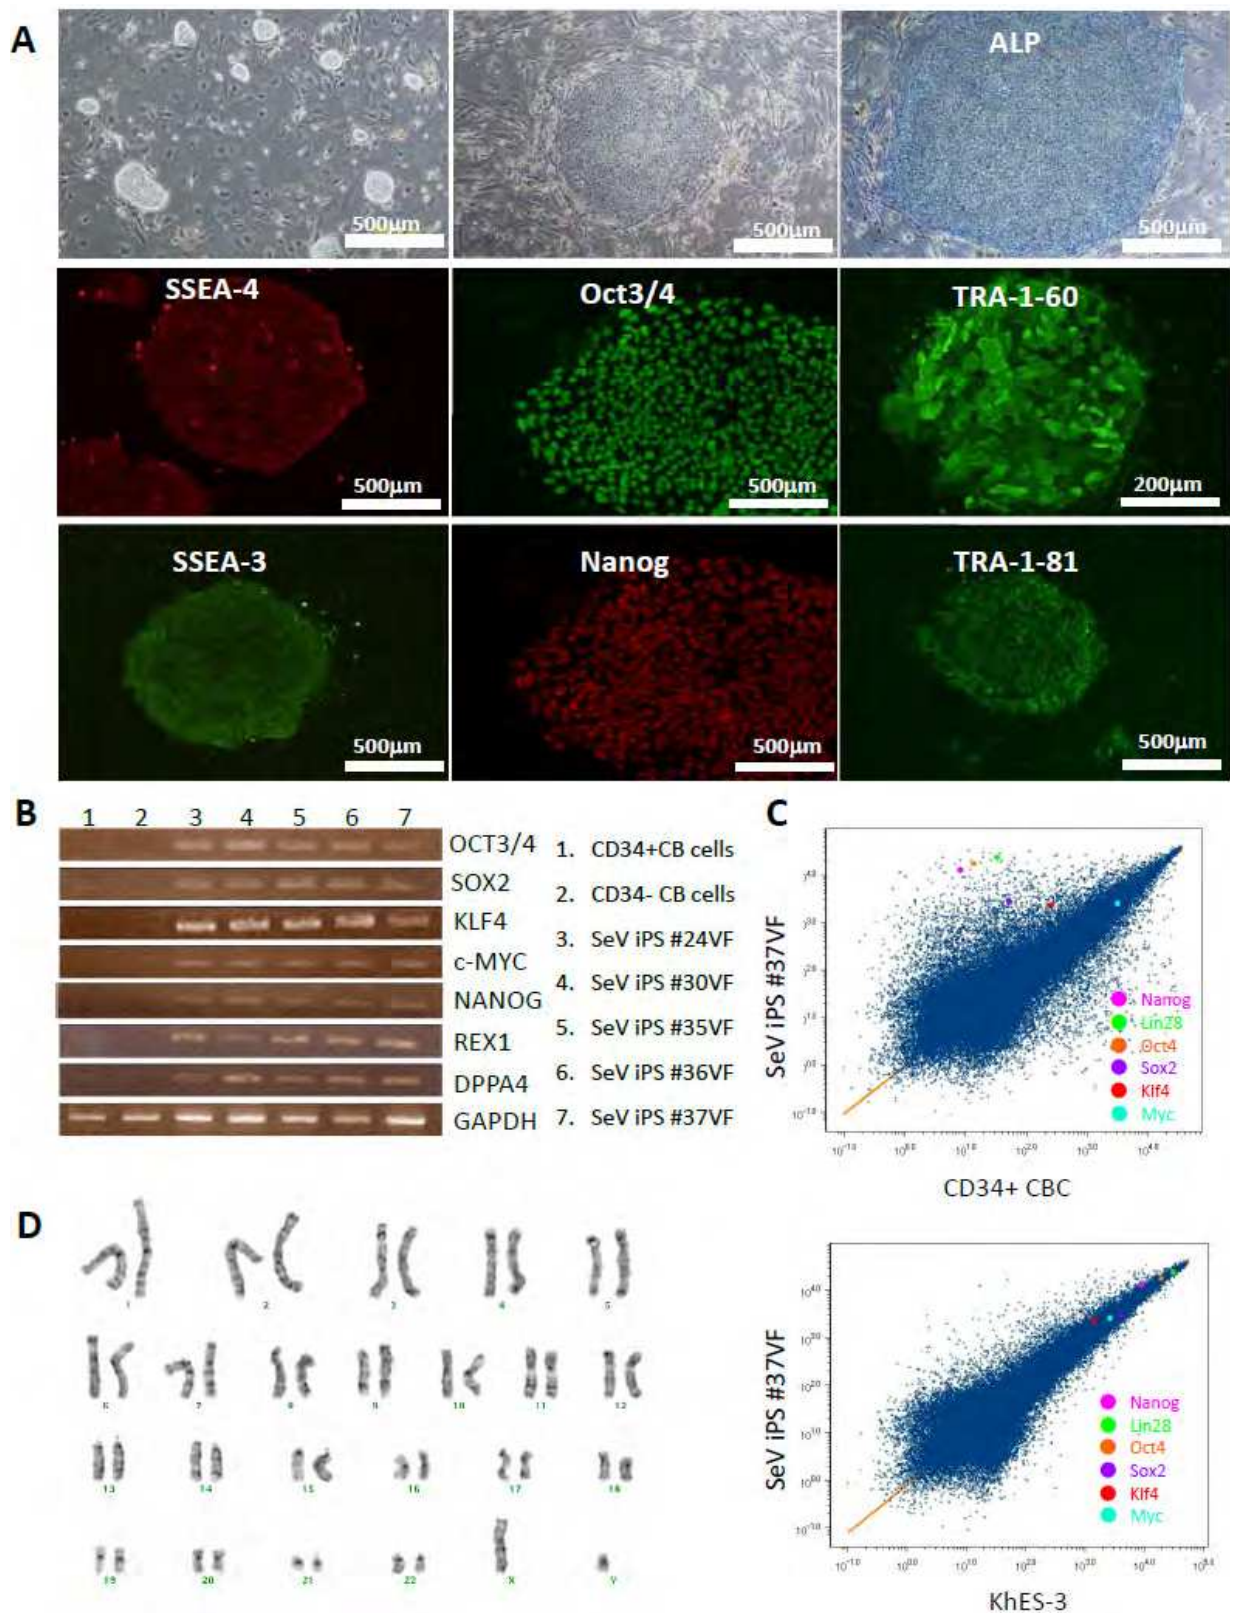 A
ALP
500μm
500μm
500μm
SSEA-4
Oct3/4
TRA-1-60
500μm
500μm
200μm
SSEA-3
Nanog
TRA-1-81
500μm
500μm
500μm
B
1 2 3 4 5 6 7
OCT3/4
SOX2
KLF4
c-MYC
NANOG
REX1
DPPA4
GAPDH
1. CD34+CB cells
2. CD34- CB cells
3. SeV iPS #24VF
4. SeV iPS #30VF
5. SeV iPS #35VF
6. SeV iPS #36VF
7. SeV iPS #37VF
C
SeV iPS #37VF
Nanog
Lin28
Oct4
Sox2
Klf4
Myc
CD34+ CBC
D
1 2 3 4 5
6 7 8 9 10 11 12
13 14 15 16 17 18
19 20 21 22 X Y
SeV iPS #37VF
Nanog
Lin28
Oct4
Sox2
Klf4
Myc
KhES-3